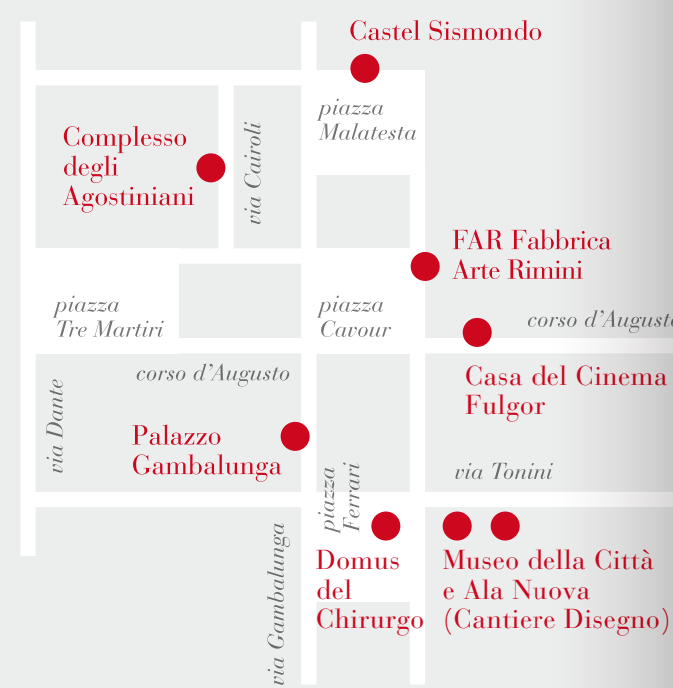 Castel Sismondo
piazza
Malatesta
Complesso
degli
Agostiniani
via Cairoli
FAR Fabbrica
Arte Rimini
piazza
Tre Martiri
piazza
Cavour
corso d'Augusto
corso d'Augusto
Casa del Cinema
Fulgor
via Dante
Palazzo
Gambalunga
piazza
Ferrari
via Tonini
via Gambalunga
Domus
del
Chirurgo
Museo della Città
e Ala Nuova
(Cantiere Disegno)